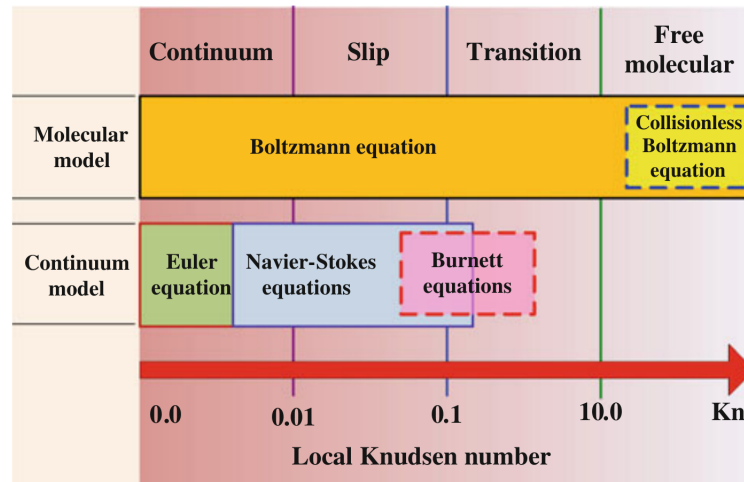 Continuum Slip Transition Free molecular
Molecular model
Boltzmann equation
Collisionless Boltzmann equation
Continuum model
Euler equation
Navier-Stokes equations
Burnett equations
0.0 0.01 0.1 10.0 Kn
Local Knudsen number